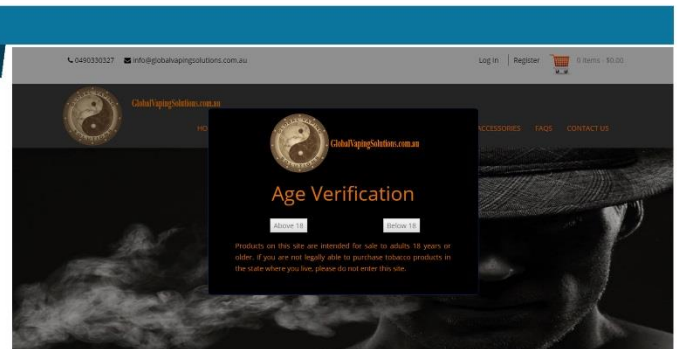 0490330327 info@globalvapingsolutions.com.au Log in | Register 0 items - $0.00
GlobalVapingSolutions.com.au
HO ACCESSORIES FAQS CONTACT US
GlobalVapingSolutions.com.au
Age Verification
Above 18 Below 18
Products on this site are intended for sale to adults 18 years or
older. If you are not legally able to purchase tobacco products in
the state where you live, please do not enter this site.